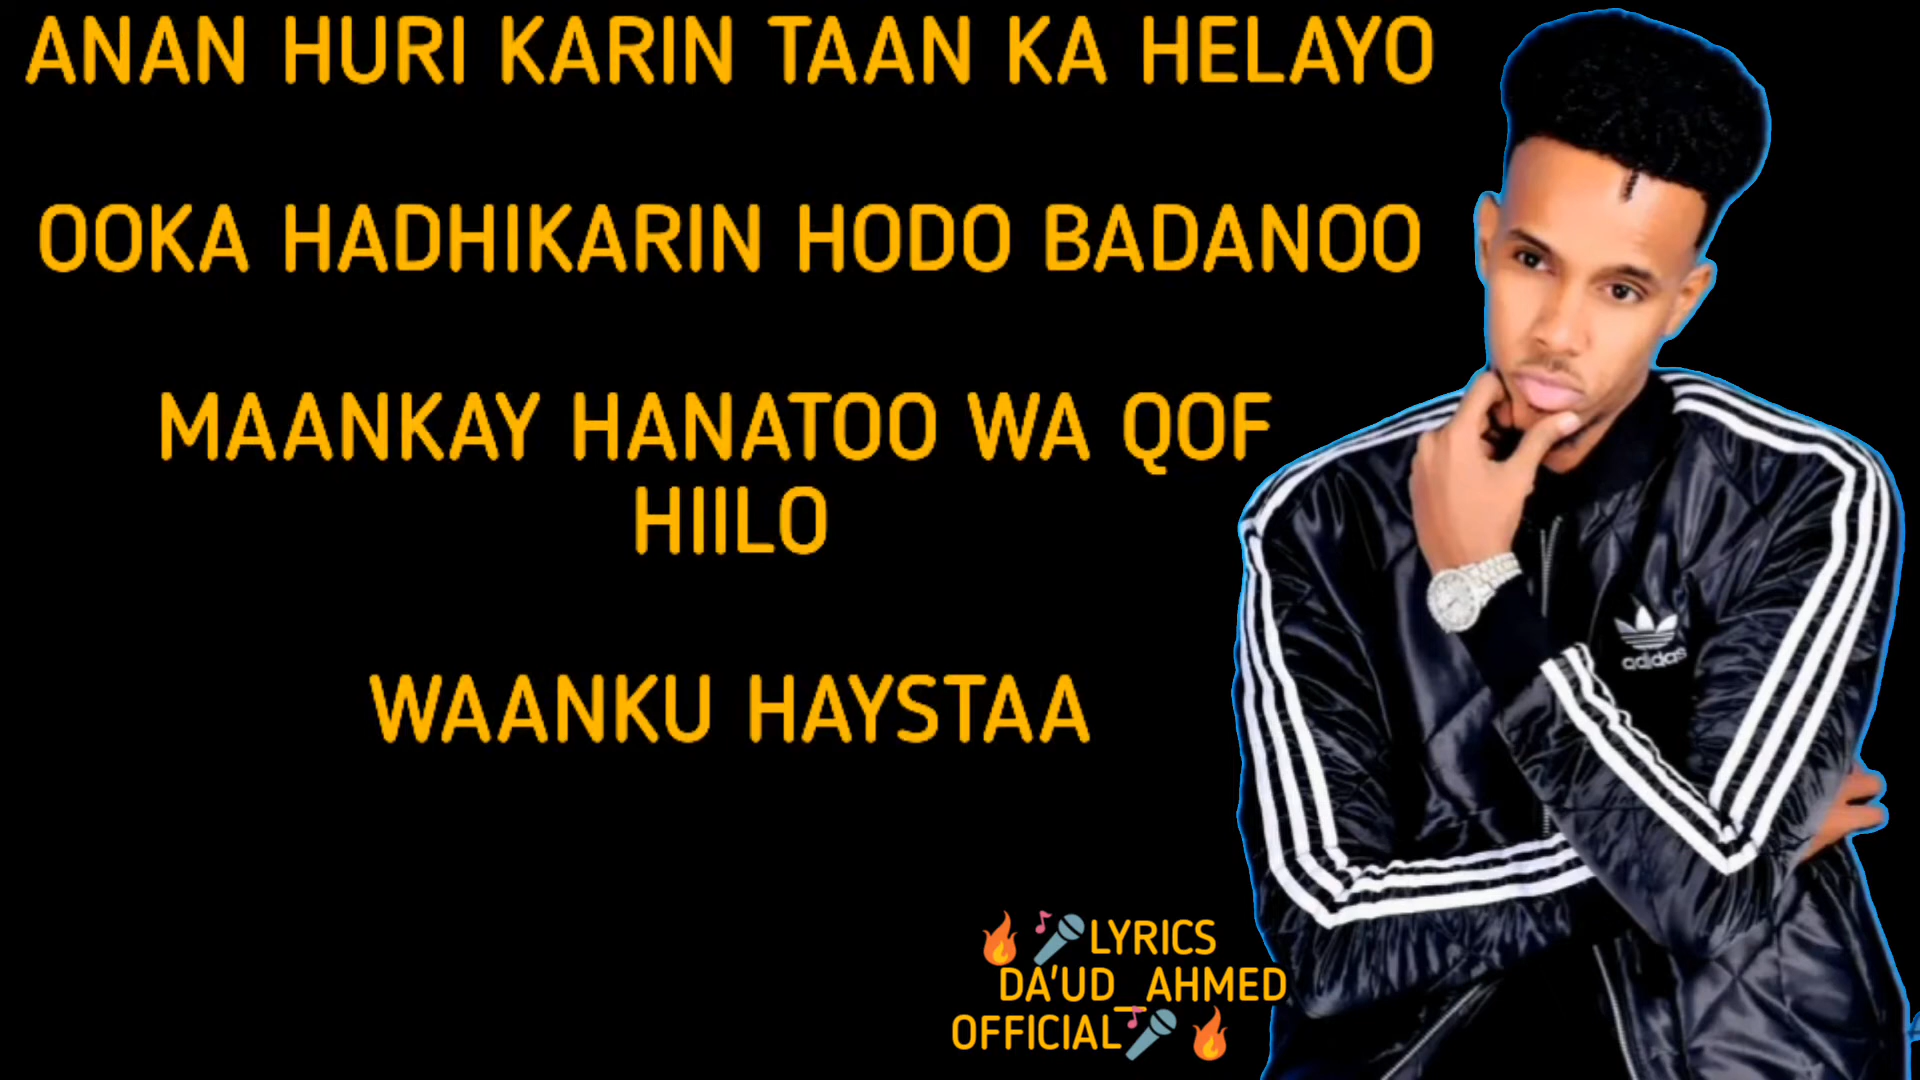 ANAN HURI KARIN TAAN KA HELAYO
OOKA HADHIKARIN HODO BADANOO
MAANKAY HANATOO WA QOF
HIILO
WAANKU HAYSTAA
adidas
🔥🎤LYRICS
DA'UD_AHMED
OFFICIAL🎤🔥